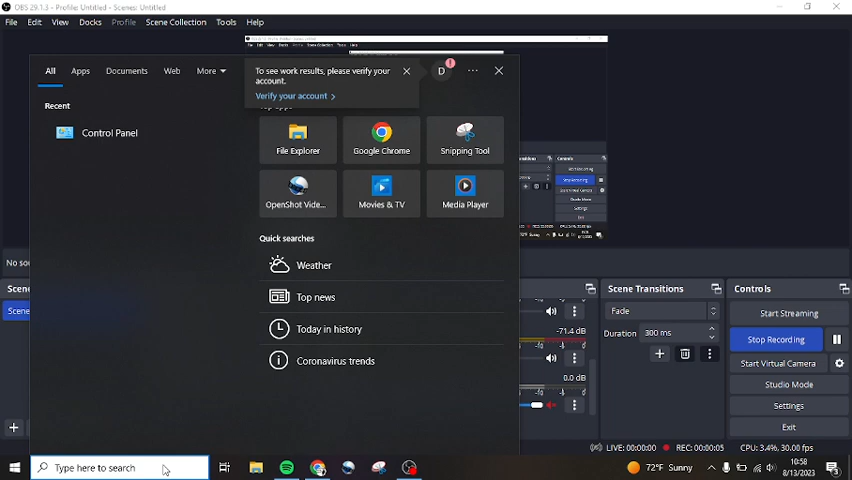 OBS 29.1.3 - Profile: Untitled - Scenes: Untitled
File Edit View Docks Profile Scene Collection Tools Help
All Apps Documents Web More
To see work results, please verify your
account.
Verify your account >
D
Recent
Control Panel
File Explorer Google Chrome Snipping Tool
OpenShot Vide... Movies & TV Media Player
Quick searches
Weather
Top news
Today in history
Coronavirus trends
No sou
Scene
Scene
-71.4 dB
0.0 dB
Scene Transitions
Fade
Duration 300 ms
Controls
Start Streaming
Stop Recording
Start Virtual Camera
Studio Mode
Settings
Exit
LIVE: 00:00:00 REC: 00:00:05 CPU: 3.4%, 30.00 fps
Type here to search
72°F Sunny
10:58
8/13/2023
3